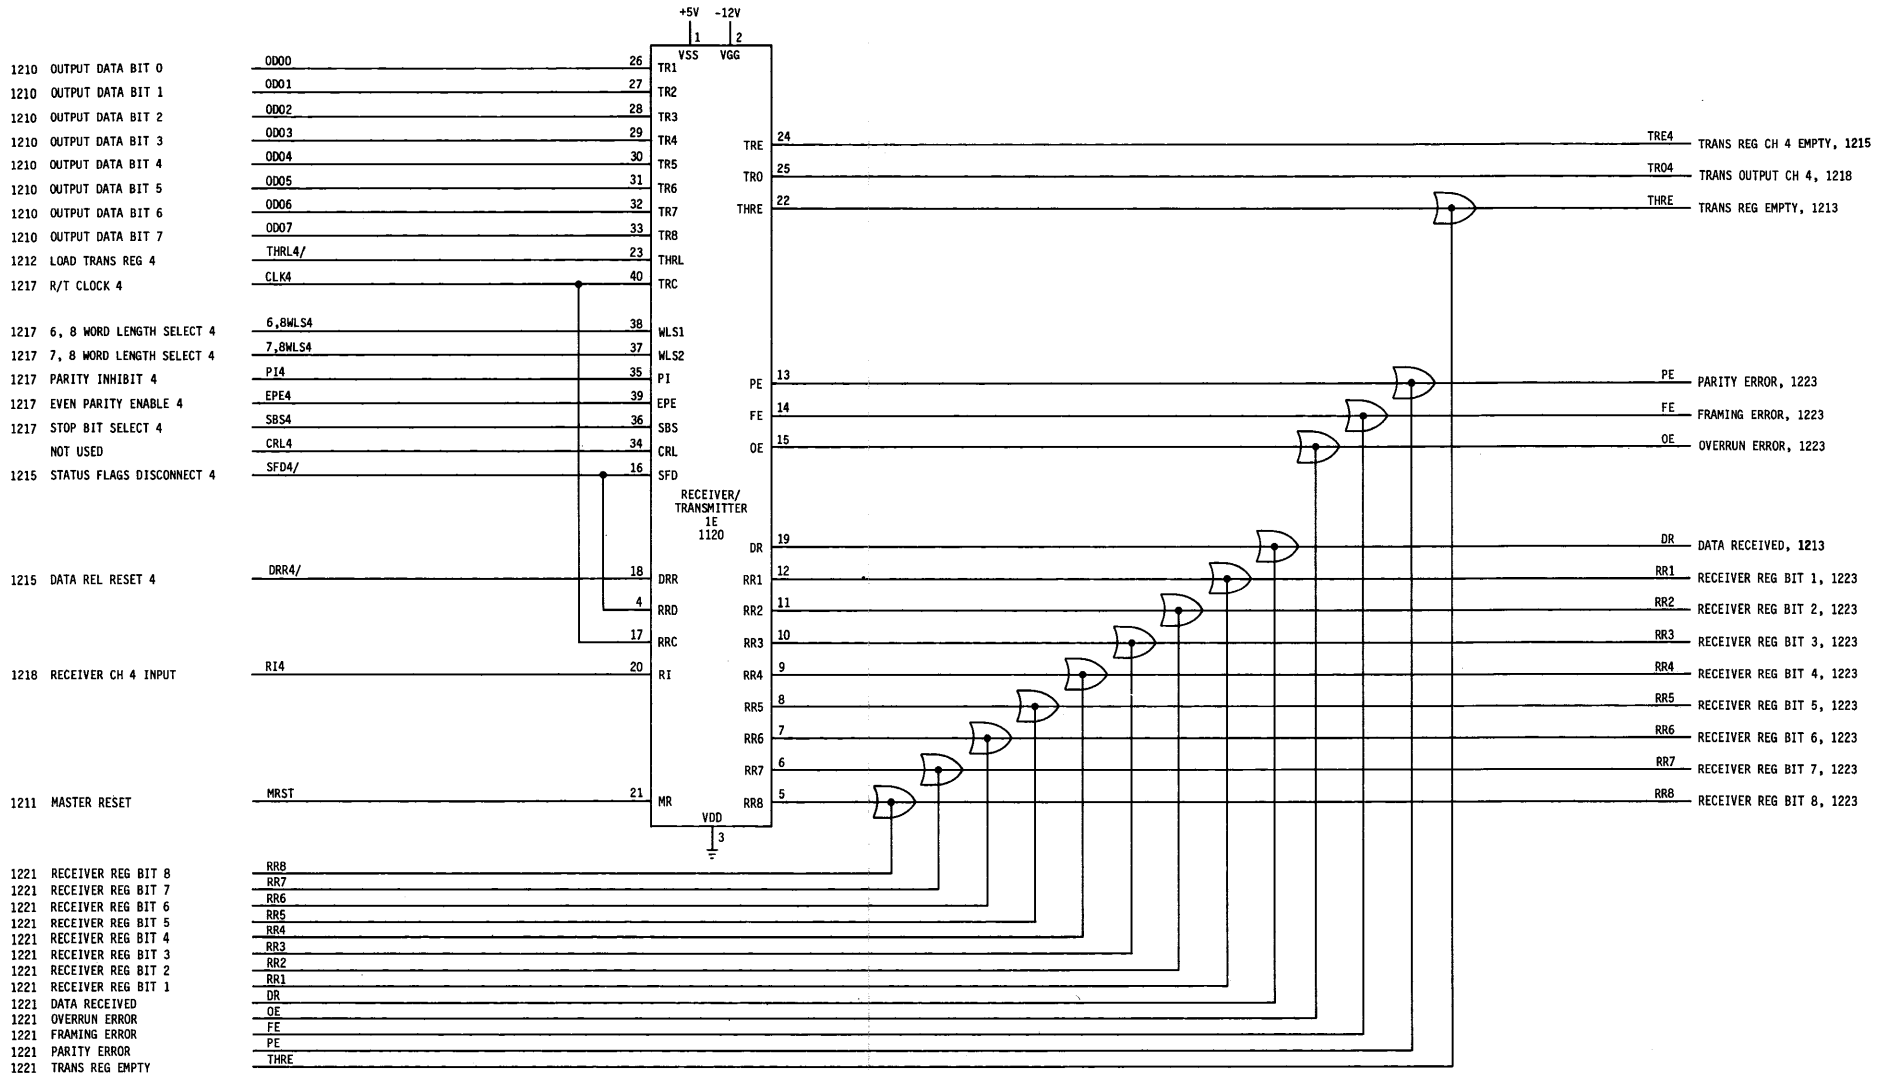 +5V -12V
1 2
VSS VGG
1210 OUTPUT DATA BIT 0 OD00 26 TR1
1210 OUTPUT DATA BIT 1 OD01 27 TR2
1210 OUTPUT DATA BIT 2 OD02 28 TR3
1210 OUTPUT DATA BIT 3 OD03 29 TR4
1210 OUTPUT DATA BIT 4 OD04 30 TR5
1210 OUTPUT DATA BIT 5 OD05 31 TR6
1210 OUTPUT DATA BIT 6 OD06 32 TR7
1210 OUTPUT DATA BIT 7 OD07 33 TR8
1212 LOAD TRANS REG 4 THRL4/ 23 THRL
1217 R/T CLOCK 4 CLK4 40 TRC
1217 6, 8 WORD LENGTH SELECT 4 6,8WLS4 38 WLS1
1217 7, 8 WORD LENGTH SELECT 4 7,8WLS4 37 WLS2
1217 PARITY INHIBIT 4 PI4 35 PI
1217 EVEN PARITY ENABLE 4 EPE4 39 EPE
1217 STOP BIT SELECT 4 SBS4 36 SBS
NOT USED CRL4 34 CRL
1215 STATUS FLAGS DISCONNECT 4 SFD4/ 16 SFD
RECEIVER/
TRANSMITTER
1E
1120
1215 DATA REL RESET 4 DRR4/ 18 DRR
4 RRD
17 RRC
1218 RECEIVER CH 4 INPUT RI4 20 RI
1211 MASTER RESET MRST 21 MR
VDD
3
TRE 24 TRE4 TRANS REG CH 4 EMPTY, 1215
TRO 25 TRO4 TRANS OUTPUT CH 4, 1218
THRE 22 THRE TRANS REG EMPTY, 1213
PE 13 PE PARITY ERROR, 1223
FE 14 FE FRAMING ERROR, 1223
OE 15 OE OVERRUN ERROR, 1223
DR 19 DR DATA RECEIVED, 1213
RR1 12 RR1 RECEIVER REG BIT 1, 1223
RR2 11 RR2 RECEIVER REG BIT 2, 1223
RR3 10 RR3 RECEIVER REG BIT 3, 1223
RR4 9 RR4 RECEIVER REG BIT 4, 1223
RR5 8 RR5 RECEIVER REG BIT 5, 1223
RR6 7 RR6 RECEIVER REG BIT 6, 1223
RR7 6 RR7 RECEIVER REG BIT 7, 1223
RR8 5 RR8 RECEIVER REG BIT 8, 1223
1221 RECEIVER REG BIT 8 RR8
1221 RECEIVER REG BIT 7 RR7
1221 RECEIVER REG BIT 6 RR6
1221 RECEIVER REG BIT 5 RR5
1221 RECEIVER REG BIT 4 RR4
1221 RECEIVER REG BIT 3 RR3
1221 RECEIVER REG BIT 2 RR2
1221 RECEIVER REG BIT 1 RR1
1221 DATA RECEIVED DR
1221 OVERRUN ERROR OE
1221 FRAMING ERROR FE
1221 PARITY ERROR PE
1221 TRANS REG EMPTY THRE